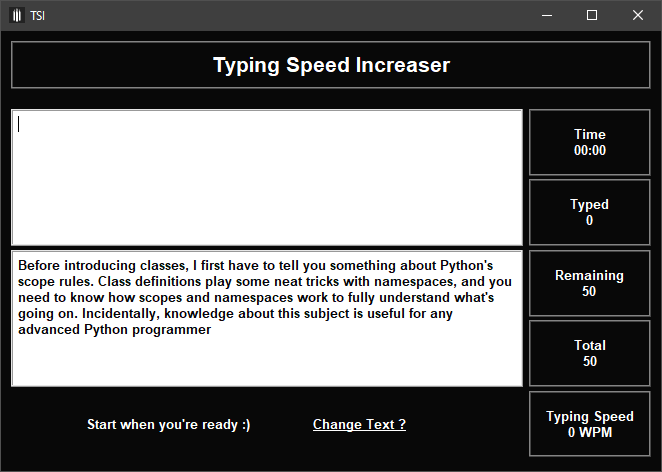 TSI
Typing Speed Increaser
Time
00:00
Typed
0
Before introducing classes, I first have to tell you something about Python's
scope rules. Class definitions play some neat tricks with namespaces, and you
need to know how scopes and namespaces work to fully understand what's
going on. Incidentally, knowledge about this subject is useful for any
advanced Python programmer
Remaining
50
Total
50
Start when you're ready :)
Change Text ?
Typing Speed
0 WPM